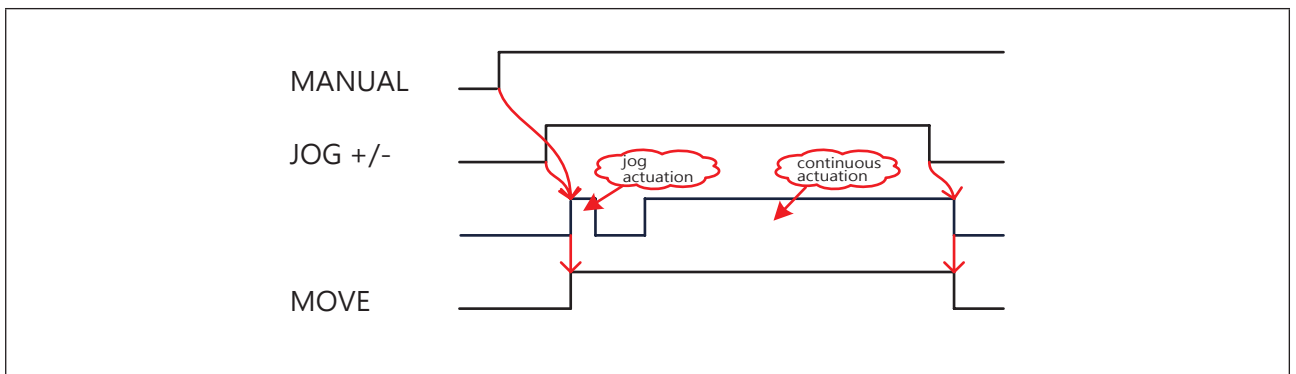 MANUAL
JOG +/-
jog
actuation
continuous
actuation
MOVE